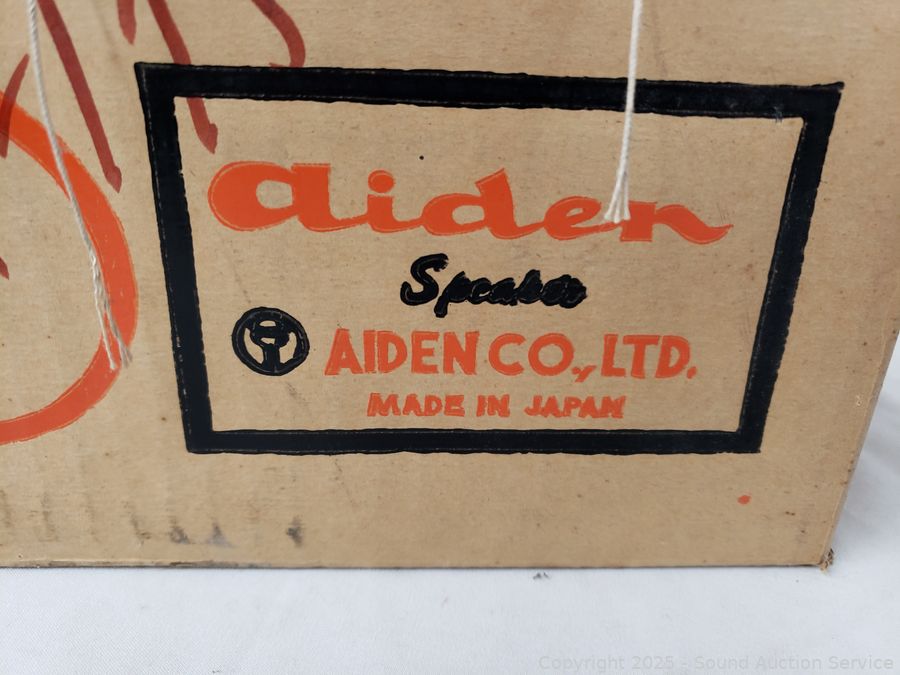 aiden
Speaker
AIDEN CO., LTD.
MADE IN JAPAN
Copyright 2025 - Sound Auction Service